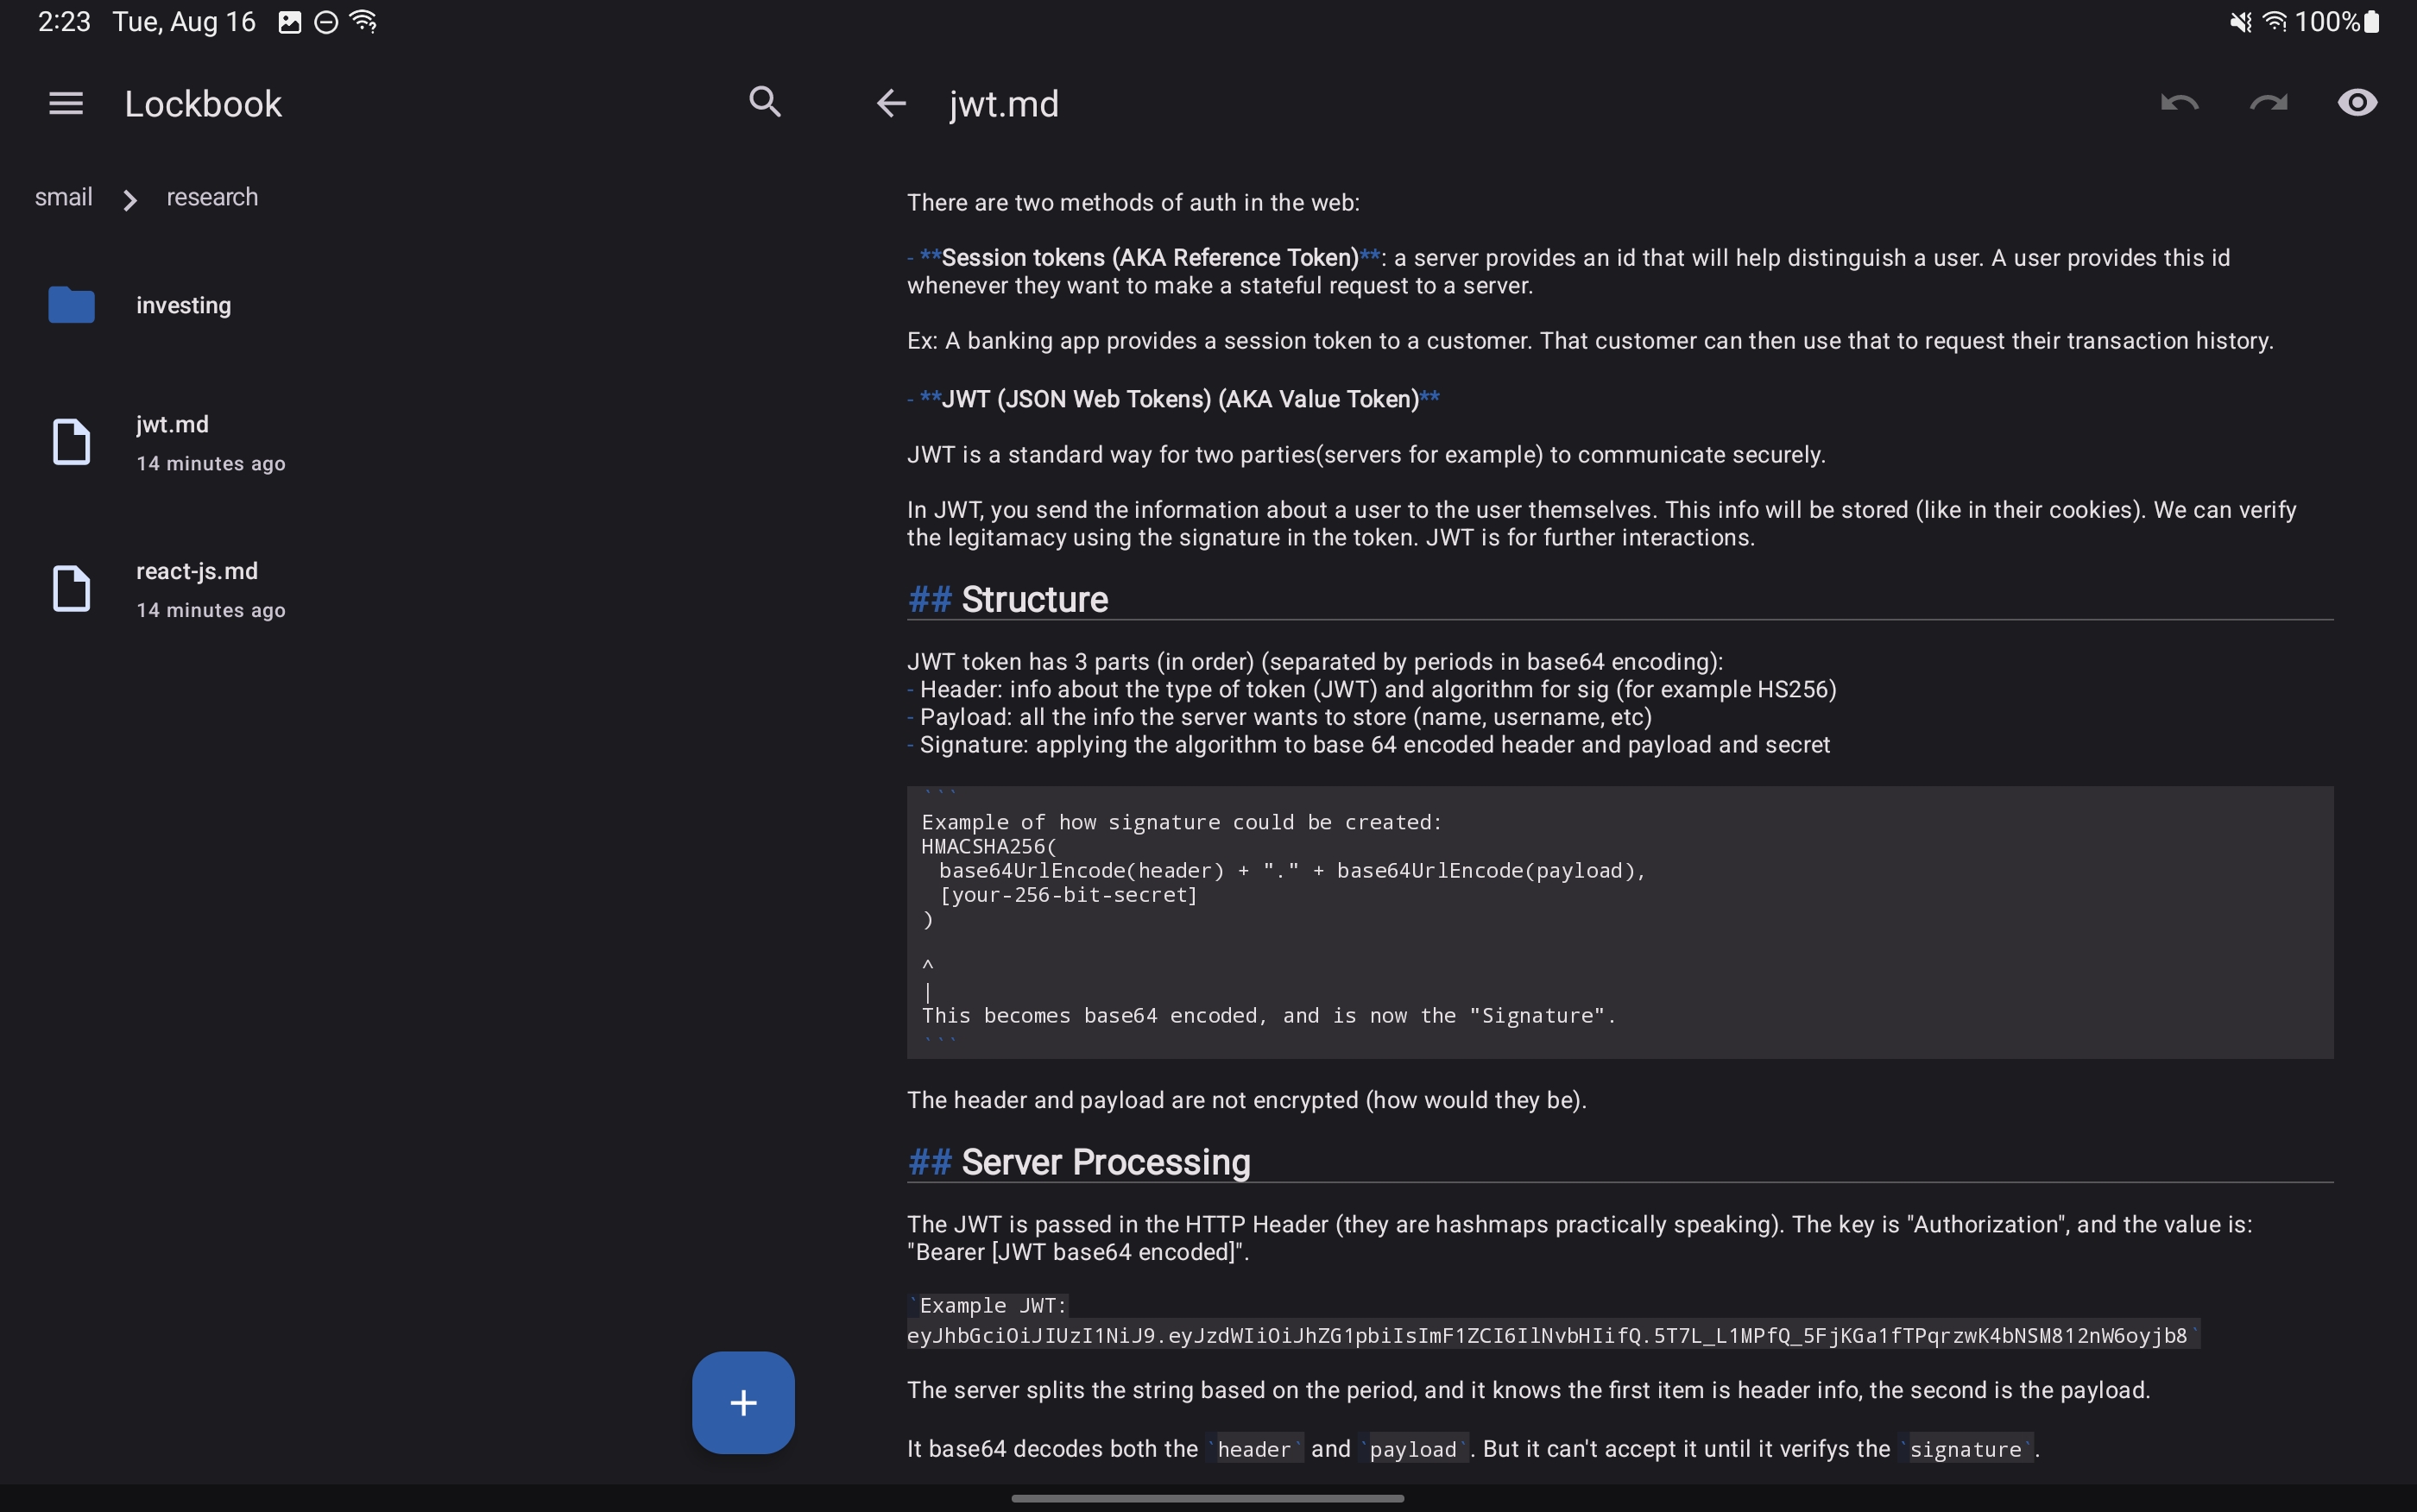 2:23 Tue, Aug 16
100%
Lockbook
smail > research
investing
jwt.md
14 minutes ago
react-js.md
14 minutes ago
jwt.md
There are two methods of auth in the web:
- **Session tokens (AKA Reference Token)**: a server provides an id that will help distinguish a user. A user provides this id
whenever they want to make a stateful request to a server.
Ex: A banking app provides a session token to a customer. That customer can then use that to request their transaction history.
- **JWT (JSON Web Tokens) (AKA Value Token)**
JWT is a standard way for two parties(servers for example) to communicate securely.
In JWT, you send the information about a user to the user themselves. This info will be stored (like in their cookies). We can verify
the legitamacy using the signature in the token. JWT is for further interactions.
## Structure
JWT token has 3 parts (in order) (separated by periods in base64 encoding):
- Header: info about the type of token (JWT) and algorithm for sig (for example HS256)
- Payload: all the info the server wants to store (name, username, etc)
- Signature: applying the algorithm to base 64 encoded header and payload and secret
```
Example of how signature could be created:
HMACSHA256(
base64UrlEncode(header) + "." + base64UrlEncode(payload),
[your-256-bit-secret]
)
^
|
This becomes base64 encoded, and is now the "Signature".
```
The header and payload are not encrypted (how would they be).
## Server Processing
The JWT is passed in the HTTP Header (they are hashmaps practically speaking). The key is "Authorization", and the value is:
"Bearer [JWT base64 encoded]".
`Example JWT:
eyJhbGciOiJIUzI1NiJ9.eyJzdWIiOiJhZG1pbiIsImF1ZCI6IlNvbHIifQ.5T7L_L1MPfQ_5FjKGa1fTPqrzwK4bNSM812nW6oyjb8`
The server splits the string based on the period, and it knows the first item is header info, the second is the payload.
It base64 decodes both the `header` and `payload`. But it can't accept it until it verifys the `signature`.